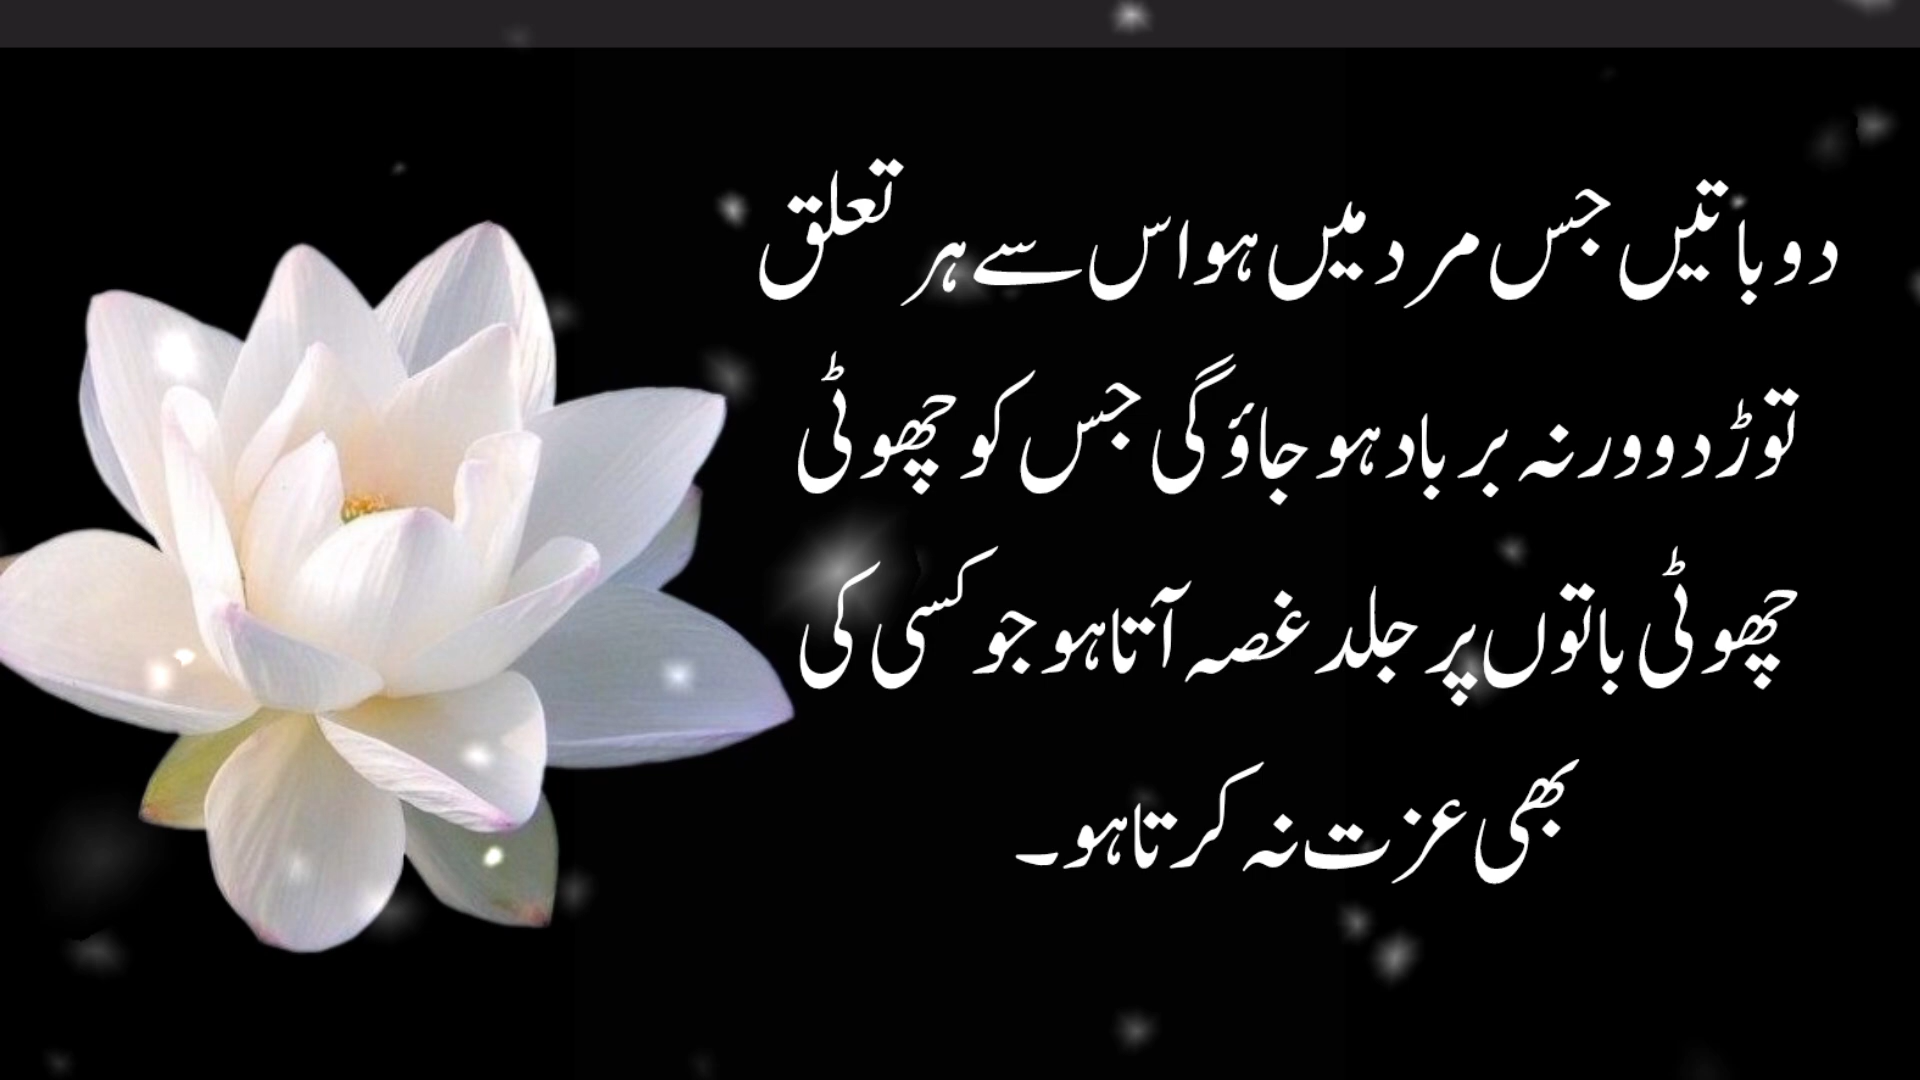 دو باتیں جس مرد میں ہو اس سے ہر تعلق
توڑ دو ورنہ برباد ہو جاؤ گی جس کو چھوٹی
چھوٹی باتوں پر جلد غصہ آتا ہو جو کسی کی
بھی عزت نہ کرتا ہو۔